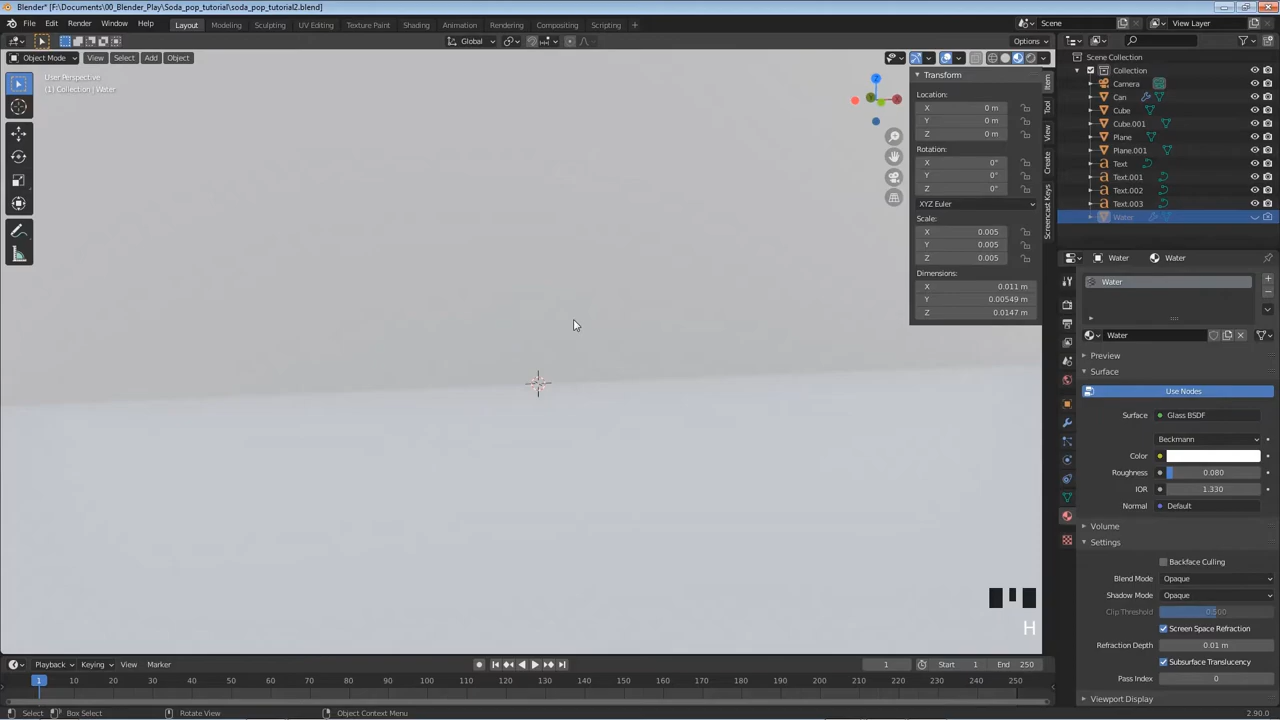 Blender* [F:\Documents\00_Blender_Play\Soda_pop_tutorial\soda_pop_tutorial2.blend]
File Edit Render Window Help Layout Modeling Sculpting UV Editing Texture Paint Shading Animation Rendering Compositing Scripting + Scene View Layer
Global Options
Object Mode View Select Add Object
User Perspective
(1) Collection | Water
Transform
Location:
X 0 m
Y 0 m
Z 0 m
Rotation:
X 0°
Y 0°
Z 0°
XYZ Euler
Scale:
X 0.005
Y 0.005
Z 0.005
Dimensions:
X 0.011 m
Y 0.00549 m
Z 0.0147 m
Item
Tool
View
Create
Screencast Keys
Scene Collection
Collection
Camera
Can
Cube
Cube.001
Plane
Plane.001
Text
Text.001
Text.002
Text.003
Water
Water Water
Water
Water
Preview
Surface
Use Nodes
Surface Glass BSDF
Beckmann
Color
Roughness 0.080
IOR 1.330
Normal Default
Volume
Settings
Backface Culling
Blend Mode Opaque
Shadow Mode Opaque
Clip Threshold 0.500
Screen Space Refraction
Refraction Depth 0.01 m
Subsurface Translucency
Pass Index 0
Viewport Display
H
Playback Keying View Marker 1 Start 1 End 250
1 10 20 30 40 50 60 70 80 90 100 110 120 130 140 150 160 170 180 190 200 210 220 230 240 250
Select Box Select Rotate View Object Context Menu 2.90.0